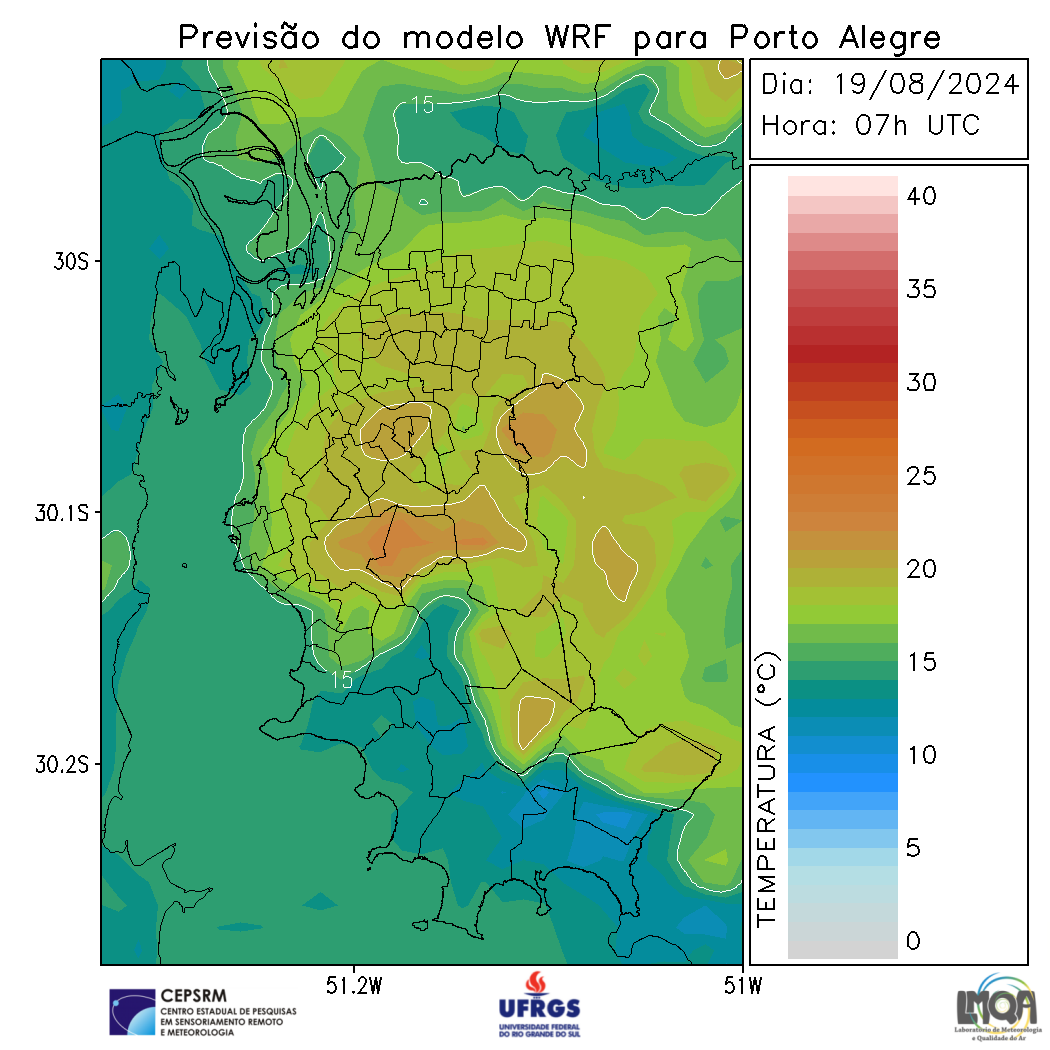 Previsão do modelo WRF para Porto Alegre
Dia: 19/08/2024
Hora: 07h UTC
15
15
30S
30.1S
30.2S
51.2W
51W
40
35
30
25
20
15
10
5
0
TEMPERATURA (°C)
CEPSRM
CENTRO ESTADUAL DE PESQUISAS
EM SENSORIAMENTO REMOTO
E METEOROLOGIA
UFRGS
UNIVERSIDADE FEDERAL
DO RIO GRANDE DO SUL
LMQA
Laboratório de Meteorologia
e Qualidade do Ar